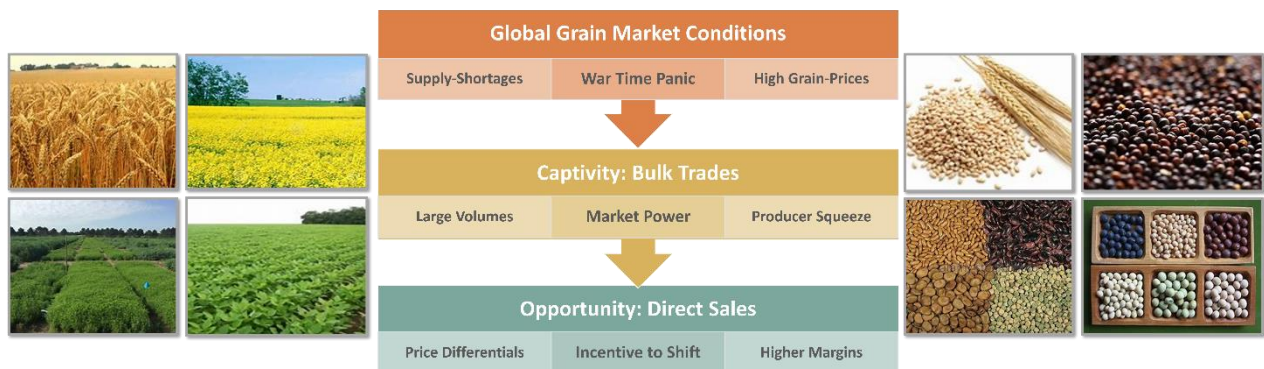 Global Grain Market Conditions
Supply-Shortages
War Time Panic
High Grain-Prices
Captivity: Bulk Trades
Large Volumes
Market Power
Producer Squeeze
Opportunity: Direct Sales
Price Differentials
Incentive to Shift
Higher Margins